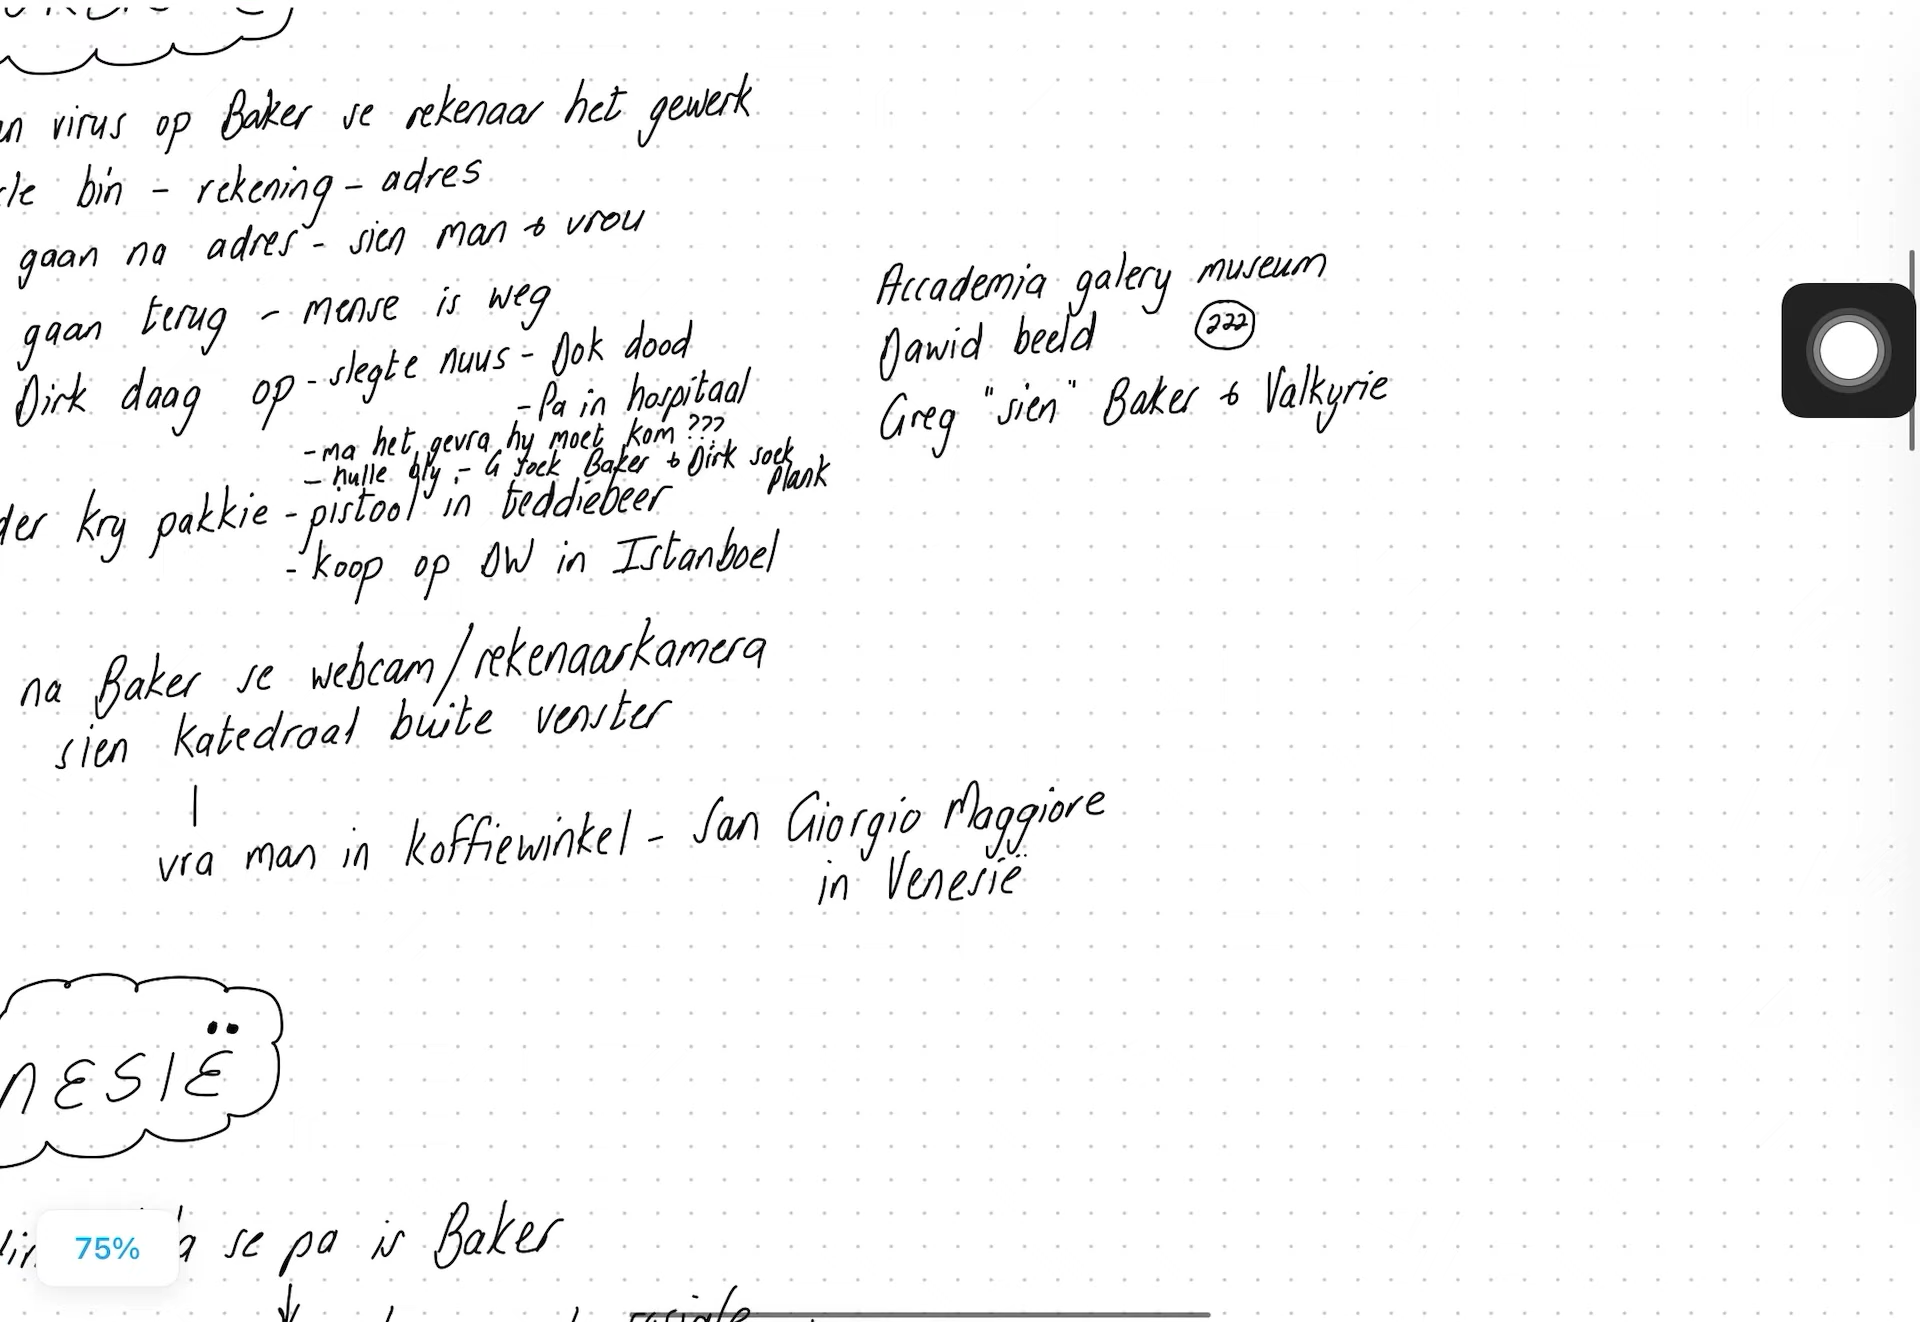 virus op Baker se rekenaar het gewerk
bin - rekening - adres
gaan na adres - sien man & vrou
gaan terug - mense is weg
Dirk daag op - slegte nuus - Dok dood
- Pa in hospitaal
- ma het gevra hy moet kom ???
- hulle bly - G soek Baker & Dirk soek
Plank
kry pakkie - pistool in teddiebeer
- koop op DW in Istanboel
na Baker se webcam/rekenaarkamera
sien katedraal buite venster
vra man in koffiewinkel - San Giorgio Maggiore
in Venesië
Accademia galery museum
Dawid beeld 222
Greg "sien" Baker & Valkyrie
NESIË
se pa is Baker
75%